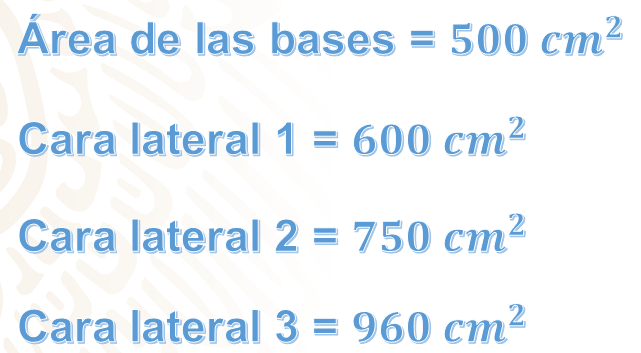 Área de las bases = 500 cm²
Cara lateral 1 = 600 cm²
Cara lateral 2 = 750 cm²
Cara lateral 3 = 960 cm²